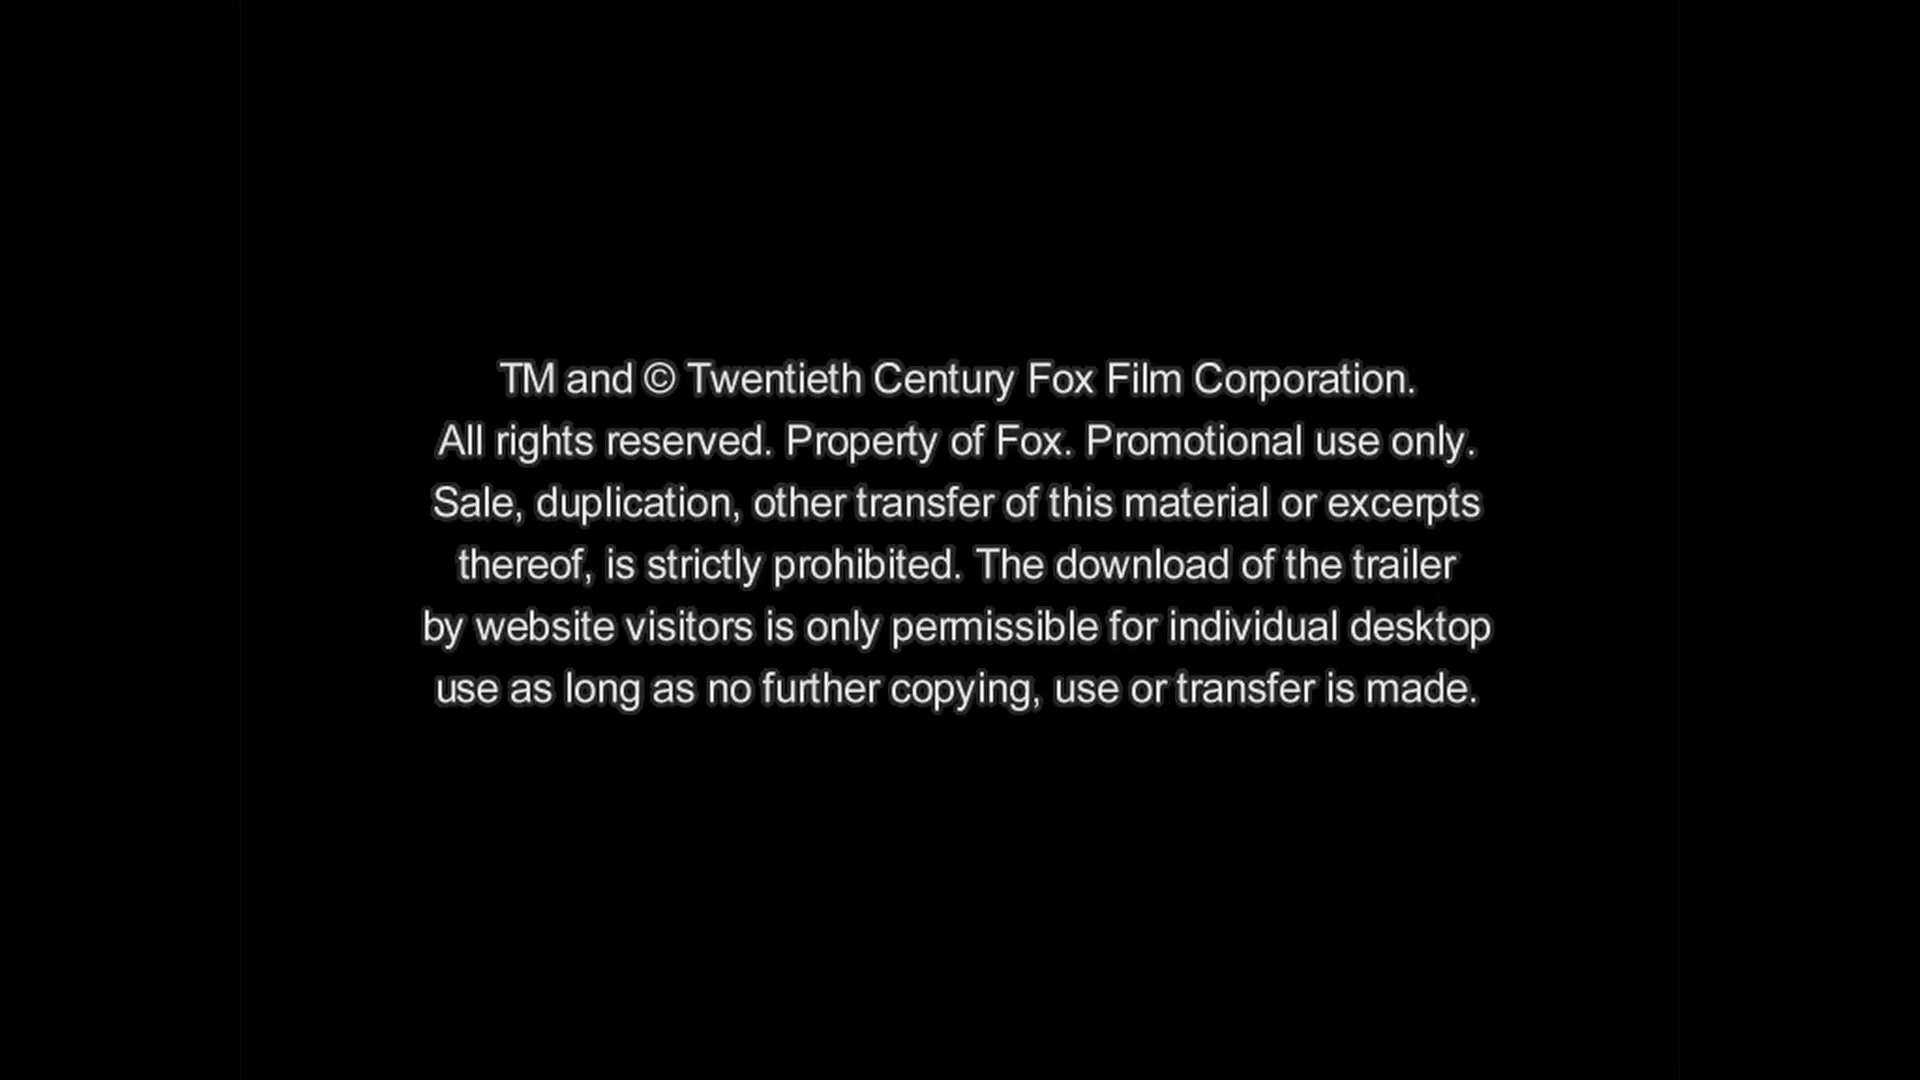 TM and © Twentieth Century Fox Film Corporation.
All rights reserved. Property of Fox. Promotional use only.
Sale, duplication, other transfer of this material or excerpts
thereof, is strictly prohibited. The download of the trailer
by website visitors is only permissible for individual desktop
use as long as no further copying, use or transfer is made.